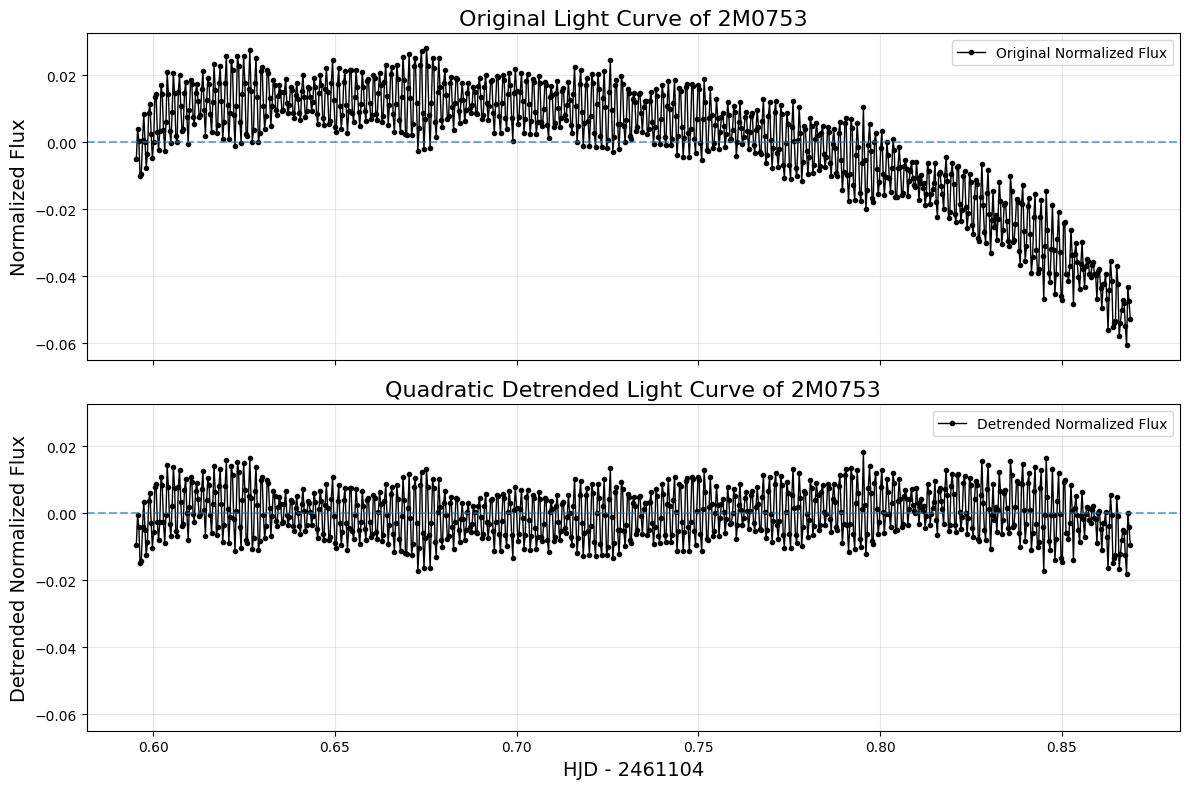 Original Light Curve of 2M0753
Original Normalized Flux
Normalized Flux
0.02
0.00
−0.02
−0.04
−0.06
Quadratic Detrended Light Curve of 2M0753
Detrended Normalized Flux
Detrended Normalized Flux
0.02
0.00
−0.02
−0.04
−0.06
0.60 0.65 0.70 0.75 0.80 0.85
HJD - 2461104